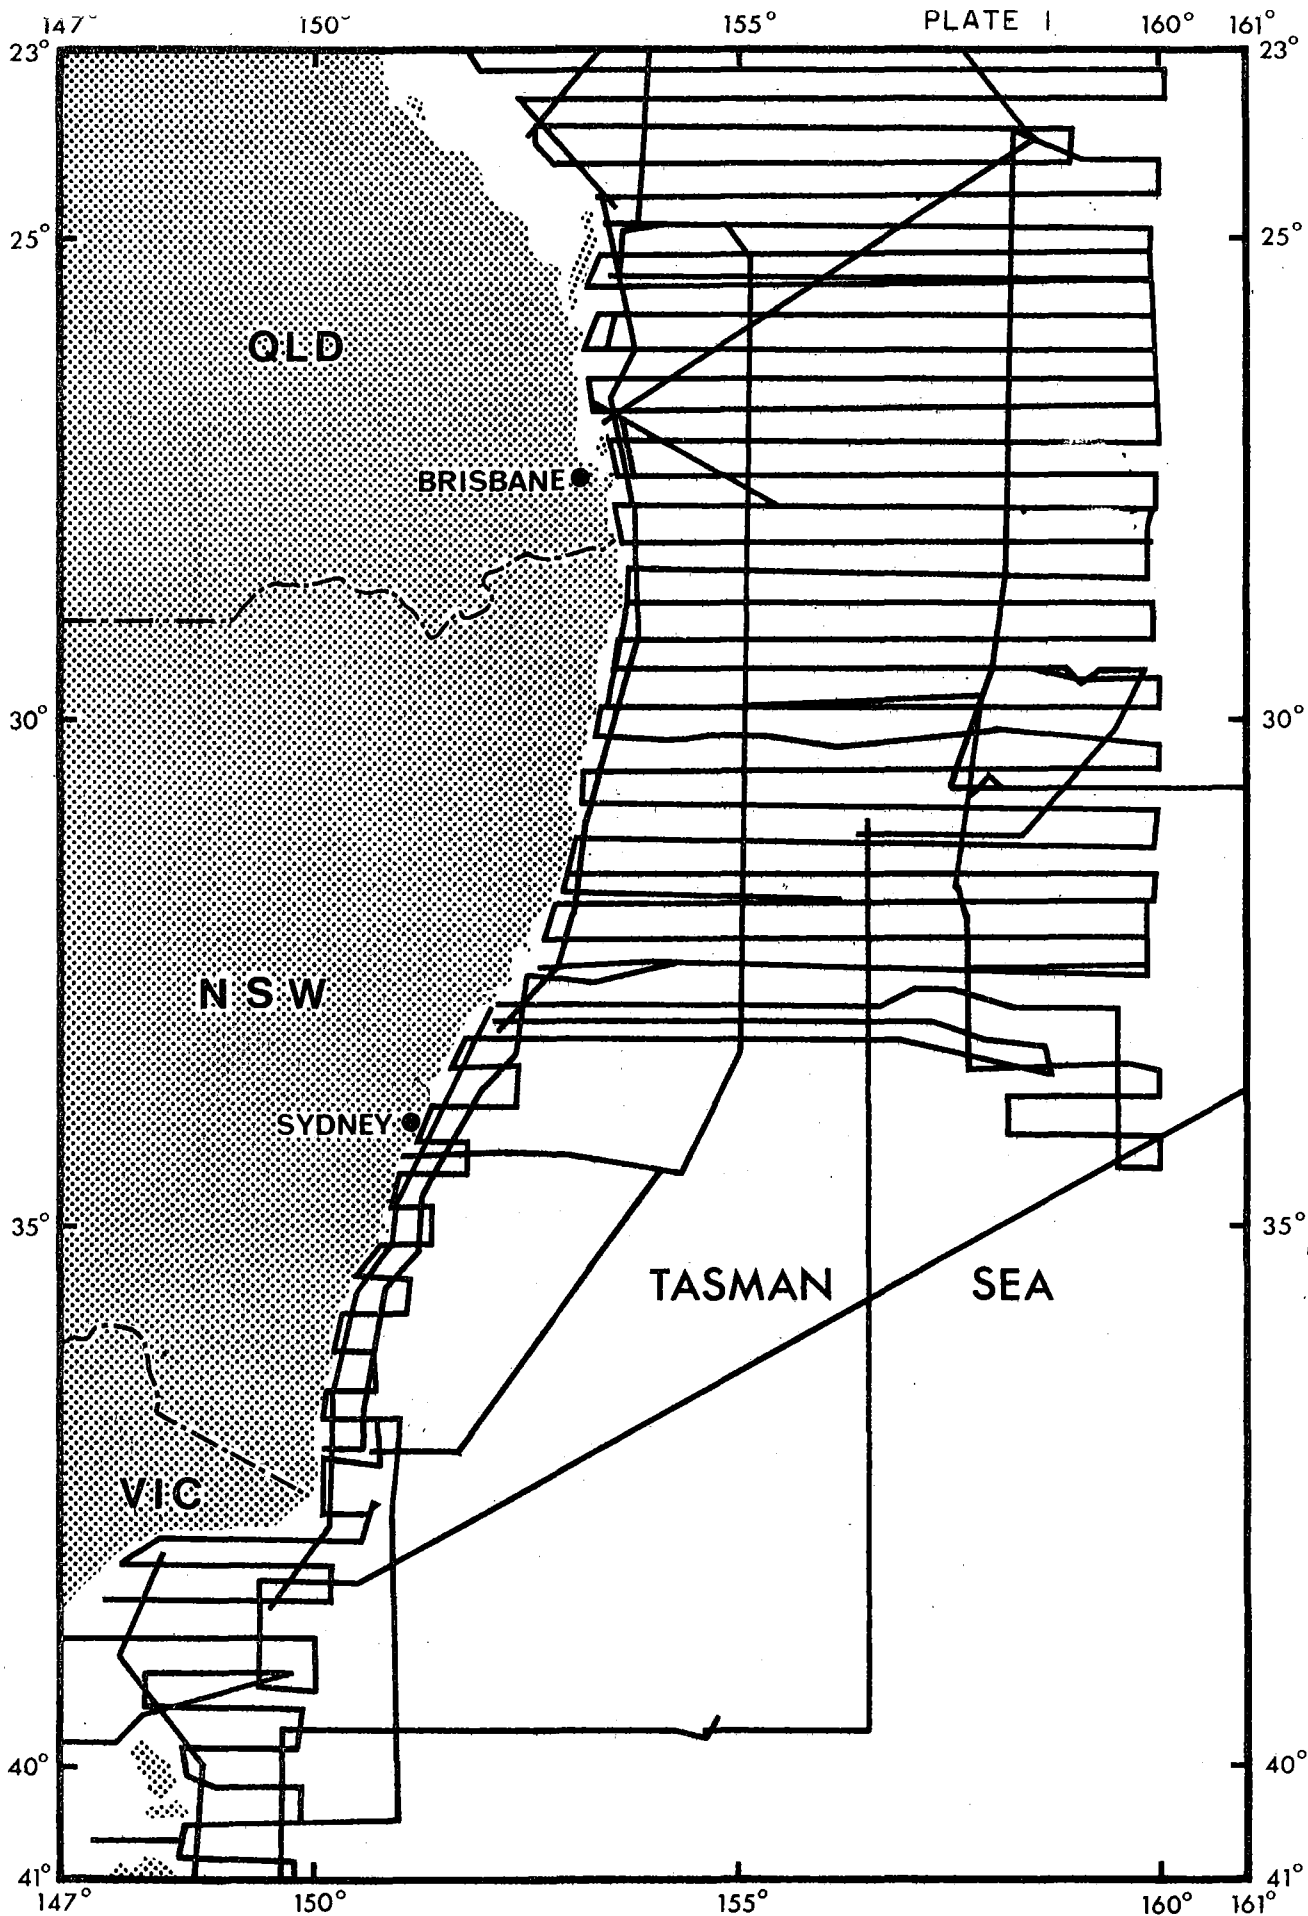 147° 150° 155° PLATE 1 160° 161°
23° 23°
25° 25°
QLD
BRISBANE
30° 30°
NSW
SYDNEY
35° 35°
TASMAN SEA
VIC
40° 40°
41° 41°
147° 150° 155° 160° 161°